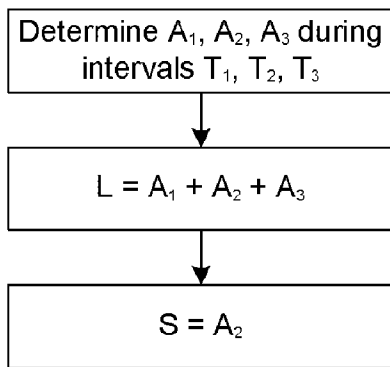 Determine A₁, A₂, A₃ during
intervals T₁, T₂, T₃
L = A₁ + A₂ + A₃
S = A₂